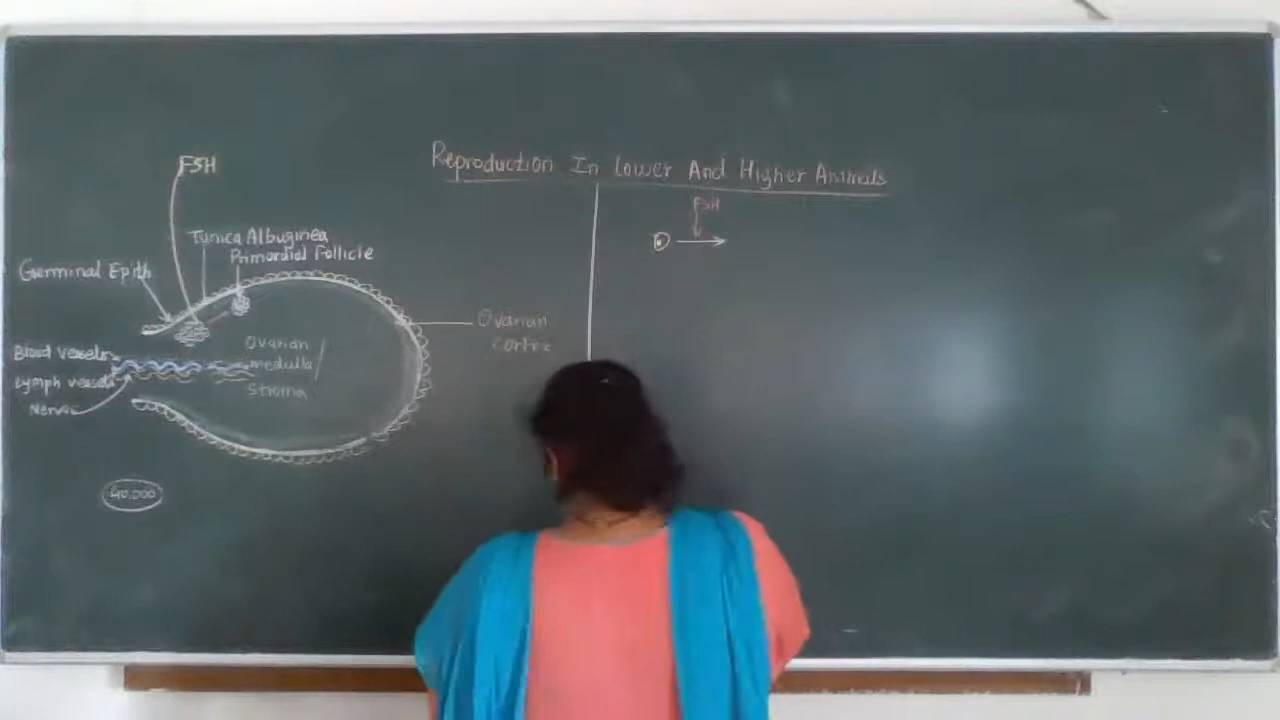 Reproduction In Lower And Higher Animals
FSH
Tunica Albuginea
Primordial Follicle
Germinal Epith
Ovarian
cortex
Blood vessels
Lymph vessels
Nerves
Ovarian
medulla/
Stroma
40,000
FSH